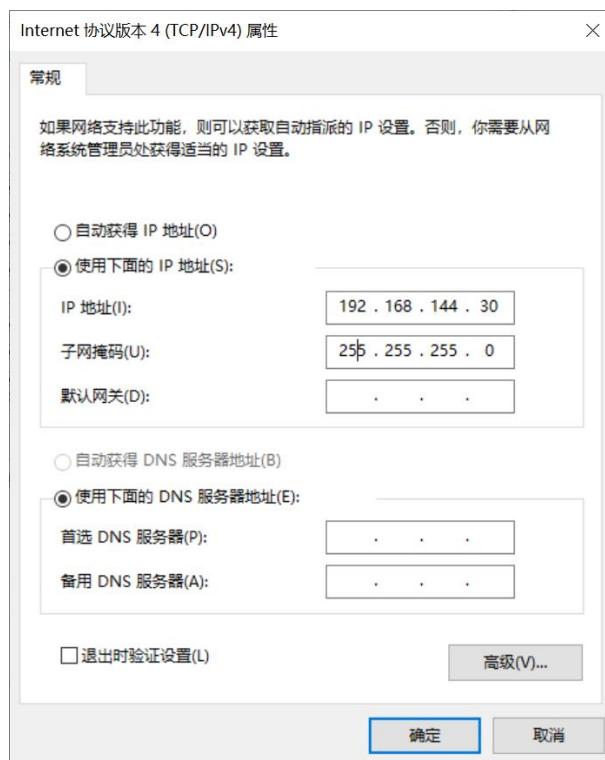 Internet 协议版本 4 (TCP/IPv4) 属性
常规
如果网络支持此功能，则可以获取自动指派的 IP 设置。否则，你需要从网
络系统管理员处获得适当的 IP 设置。
自动获得 IP 地址(O)
使用下面的 IP 地址(S):
IP 地址(I): 192 . 168 . 144 . 30
子网掩码(U): 255 . 255 . 255 . 0
默认网关(D): . . .
自动获得 DNS 服务器地址(B)
使用下面的 DNS 服务器地址(E):
首选 DNS 服务器(P): . . .
备用 DNS 服务器(A): . . .
退出时验证设置(L)
高级(V)...
确定 取消